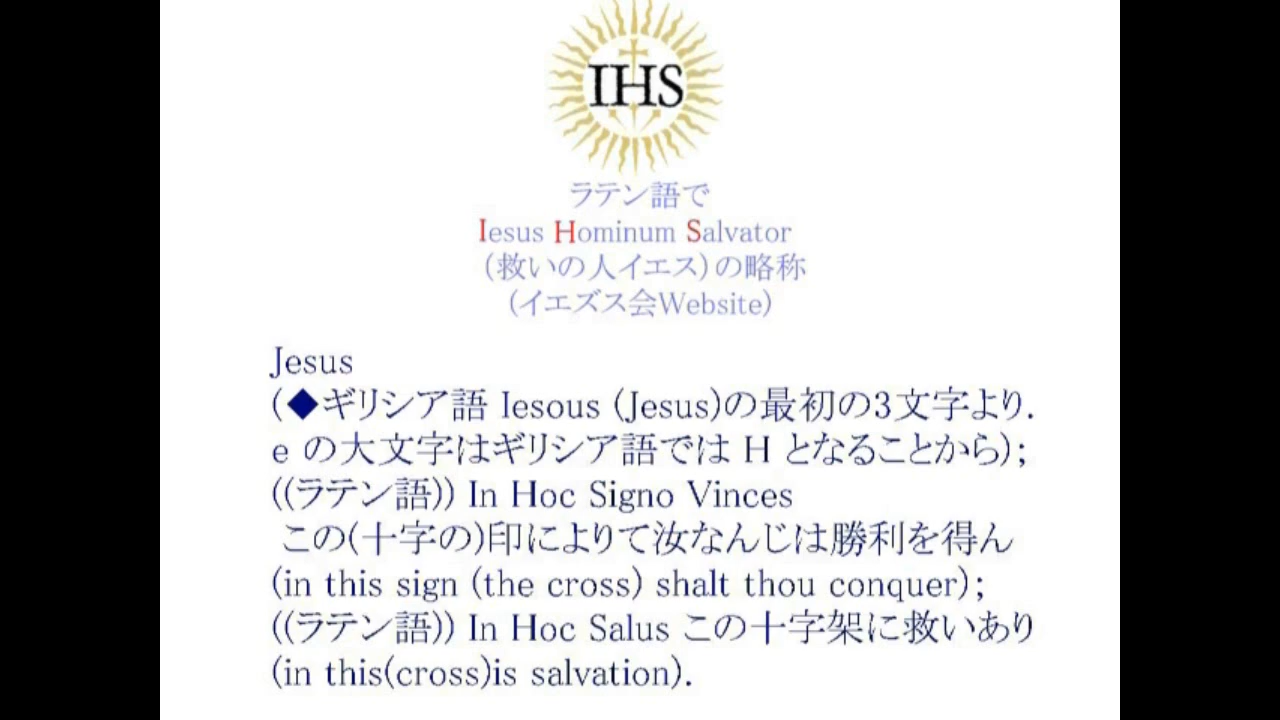 IHS
ラテン語で
Iesus Hominum Salvator
(救いの人イエス)の略称
(イエズス会Website)
Jesus
(◆ギリシア語 Iesous (Jesus)の最初の3文字より.
e の大文字はギリシア語では H となることから);
((ラテン語)) In Hoc Signo Vinces
この(十字の)印によりて汝なんじは勝利を得ん
(in this sign (the cross) shalt thou conquer);
((ラテン語)) In Hoc Salus この十字架に救いあり
(in this(cross)is salvation).